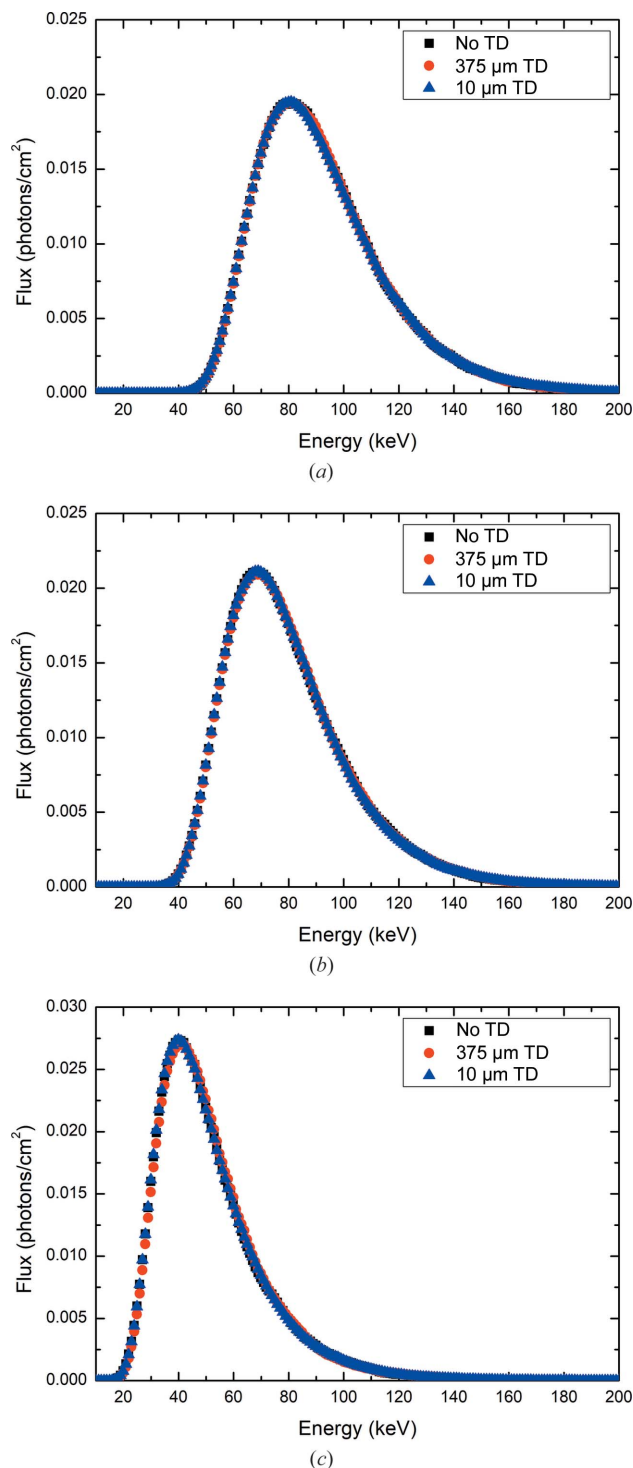 0.025
0.020
0.015
0.010
0.005
0.000
Flux (photons/cm²)
No TD
375 µm TD
10 µm TD
20 40 60 80 100 120 140 160 180 200
Energy (keV)
(a)
0.025
0.020
0.015
0.010
0.005
0.000
Flux (photons/cm²)
No TD
375 µm TD
10 µm TD
20 40 60 80 100 120 140 160 180 200
Energy (keV)
(b)
0.030
0.025
0.020
0.015
0.010
0.005
0.000
Flux (photons/cm²)
No TD
375 µm TD
10 µm TD
20 40 60 80 100 120 140 160 180 200
Energy (keV)
(c)